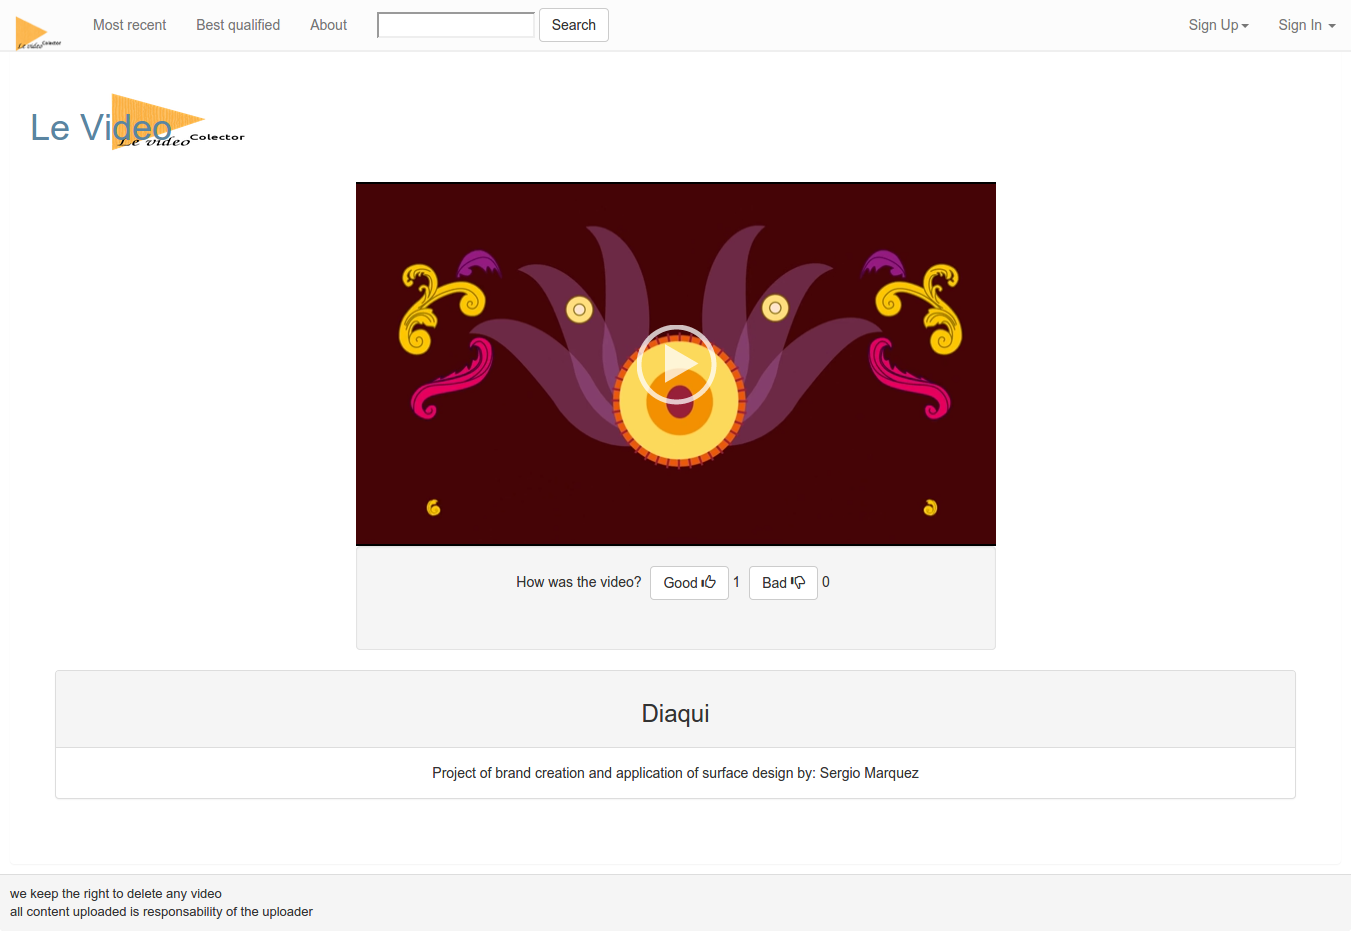 Le video Colector
Most recent Best qualified About Search Sign Up Sign In
Le Video
Le video Colector
How was the video? Good 1 Bad 0
Diaqui
Project of brand creation and application of surface design by: Sergio Marquez
we keep the right to delete any video
all content uploaded is responsability of the uploader